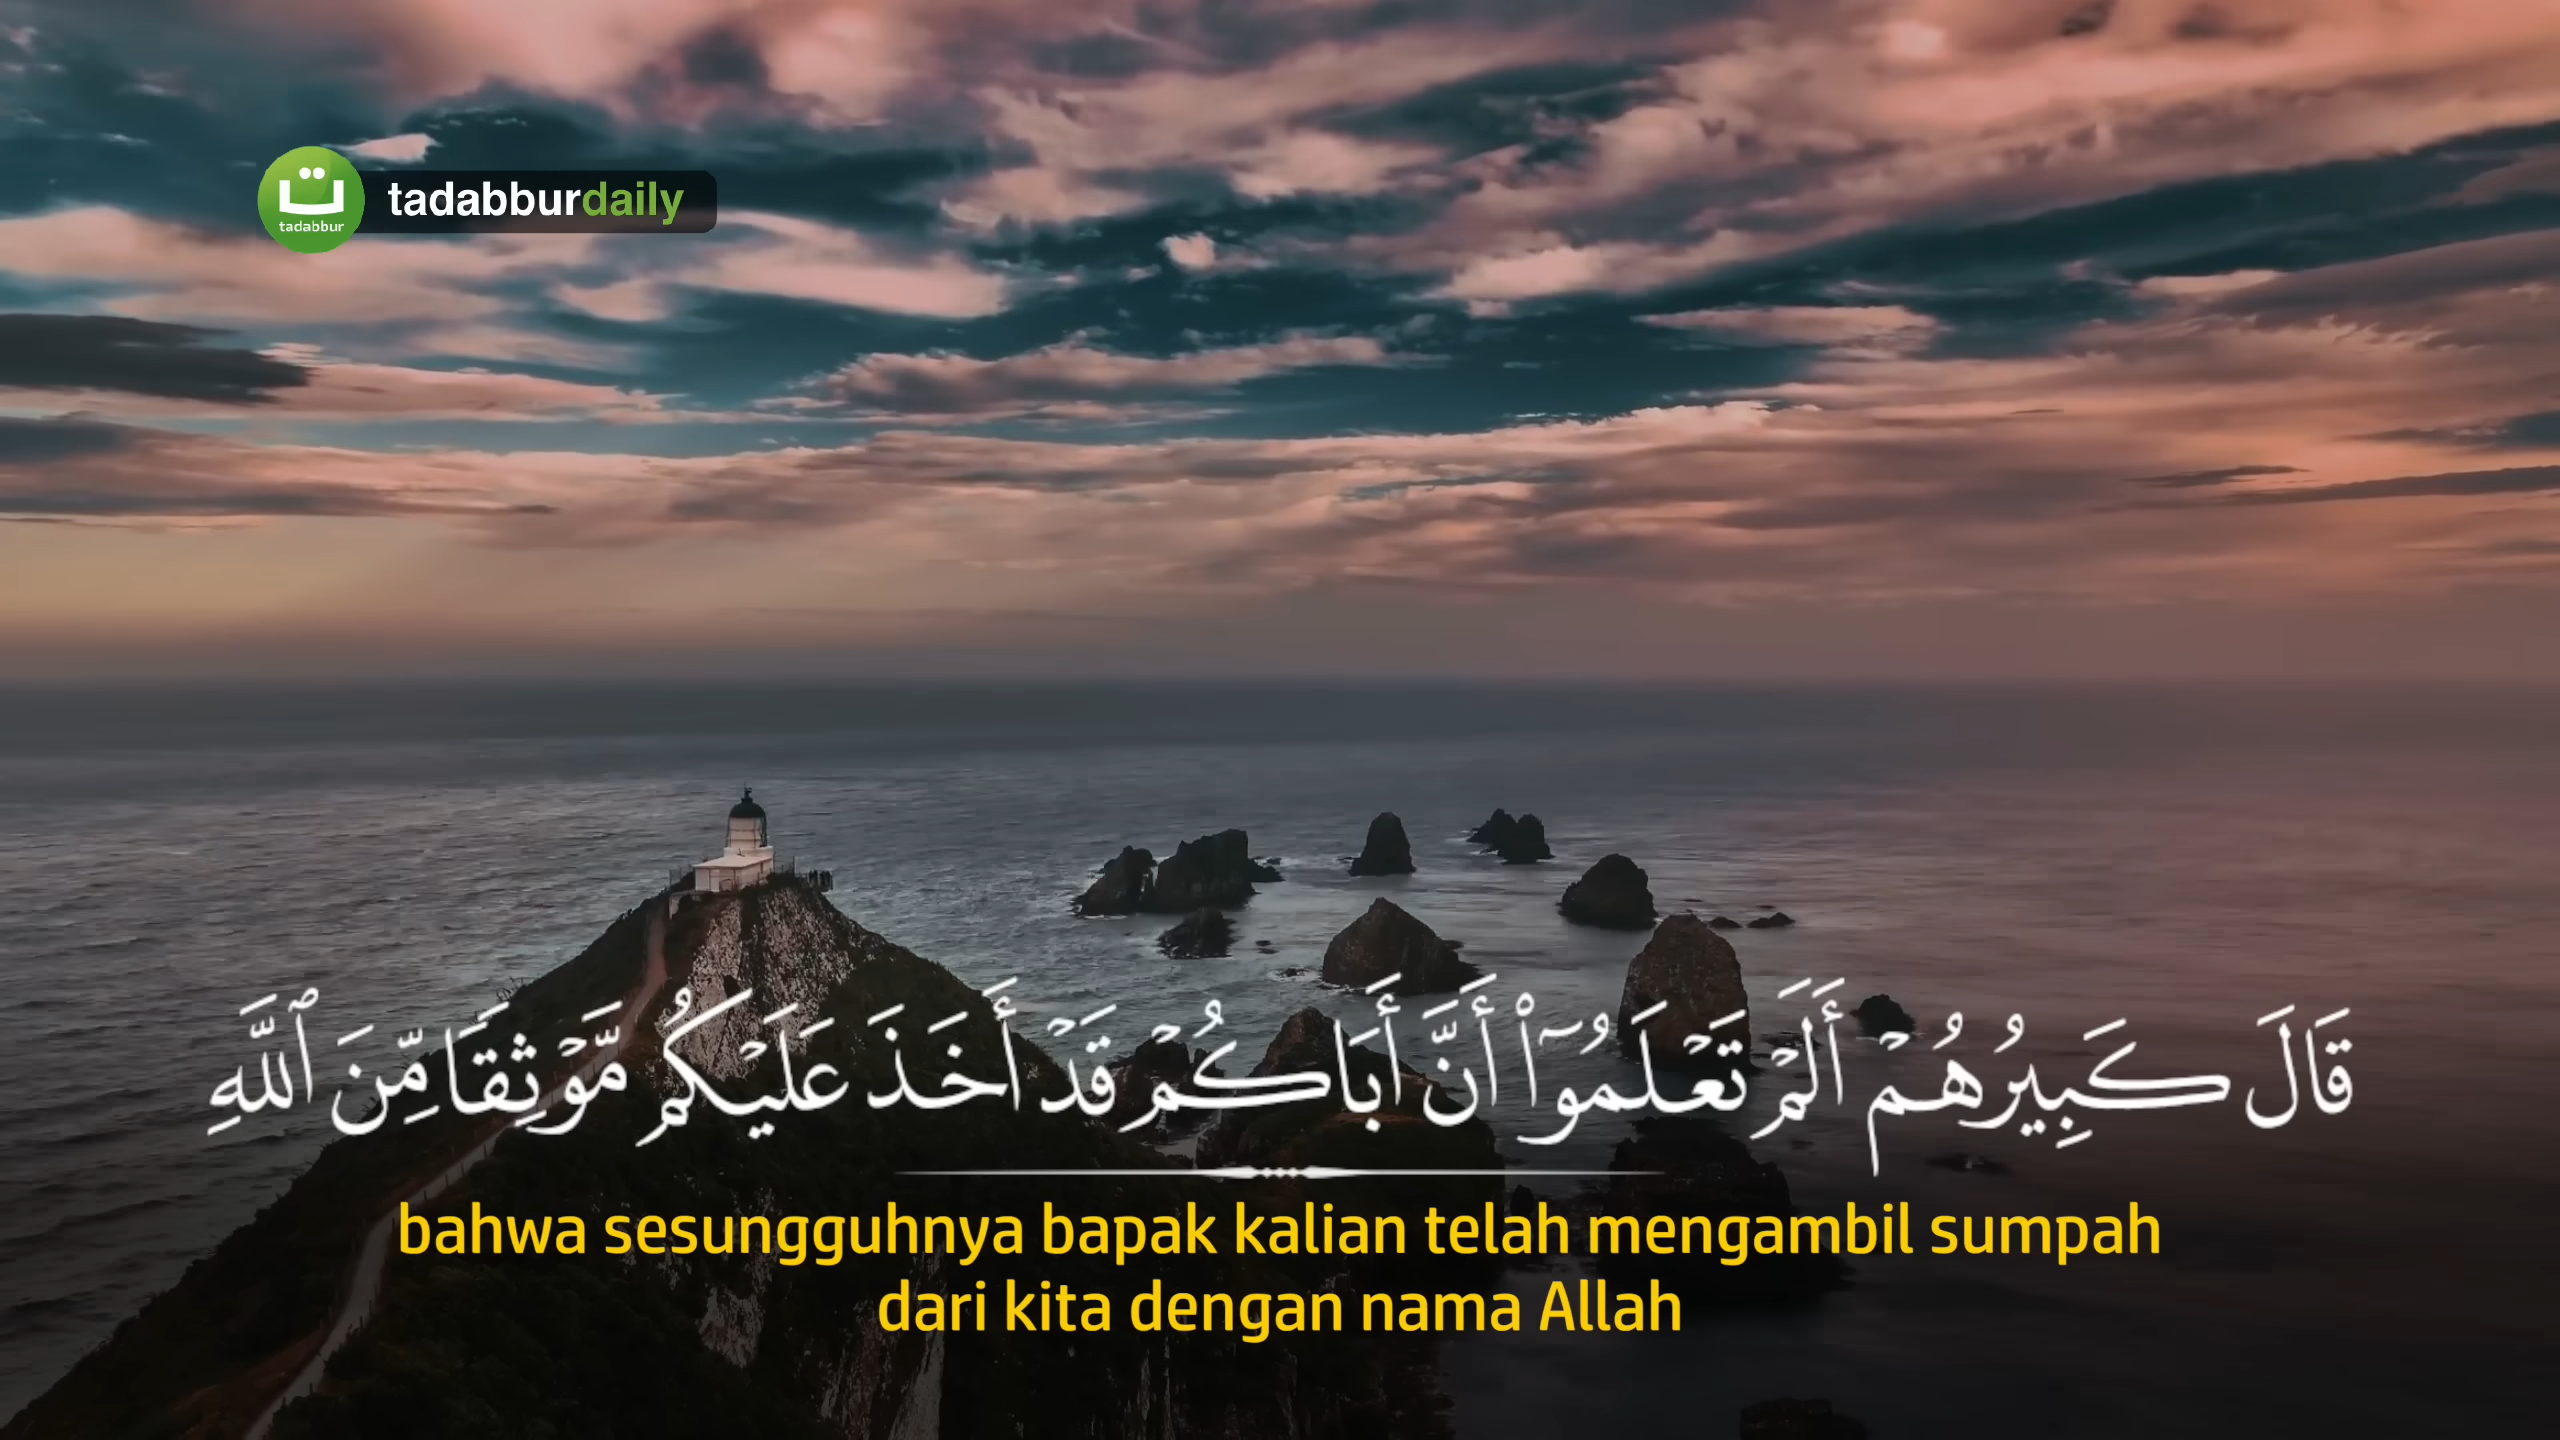 ت
tadabbur
tadabburdaily
قَالَ كَبِيرُهُمْ أَلَمْ تَعْلَمُوٓا۟ أَنَّ أَبَاكُمْ قَدْ أَخَذَ عَلَيْكُم مَّوْثِقًا مِّنَ ٱللَّهِ
bahwa sesungguhnya bapak kalian telah mengambil sumpah
dari kita dengan nama Allah